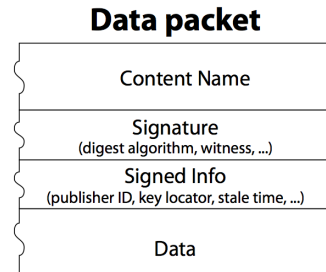 Data packet
Content Name
Signature
(digest algorithm, witness, ...)
Signed Info
(publisher ID, key locator, stale time, ...)
Data